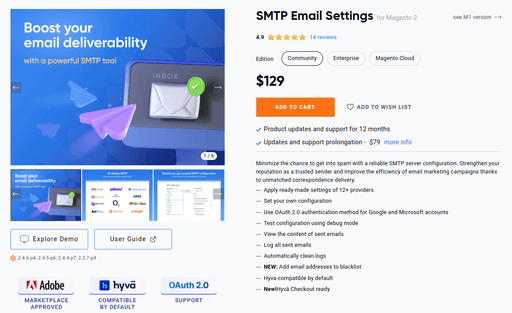 Boost your
email deliverability
with a powerful SMTP tool
INBOX
1 / 6
Boost your
email deliverability
Explore Demo
User Guide
2.4.6-p4, 2.4.5-p6, 2.4.4-p7, 2.3.7-p4
Adobe
MARKETPLACE
APPROVED
hyvä
COMPATIBLE
BY DEFAULT
OAuth 2.0
SUPPORT
SMTP Email Settings for Magento 2
see M1 version
4.9
14 reviews
Edition
Community
Enterprise
Magento Cloud
$129
ADD TO CART
ADD TO WISH LIST
Product updates and support for 12 months
Updates and support prolongation - $79 more info
Minimize the chance to get into spam with a reliable SMTP server configuration. Strengthen your
reputation as a trusted sender and improve the efficiency of email marketing campaigns thanks
to unmatched correspondence delivery.
— Apply ready-made settings of 12+ providers
— Set your own configuration
— Use OAuth 2.0 authentication method for Google and Microsoft accounts
— Test configuration using debug mode
— View the content of sent emails
— Log all sent emails
— Automatically clean logs
— NEW: Add email addresses to blacklist
— Hyva-compatible by default
— New!Hyvä Checkout ready